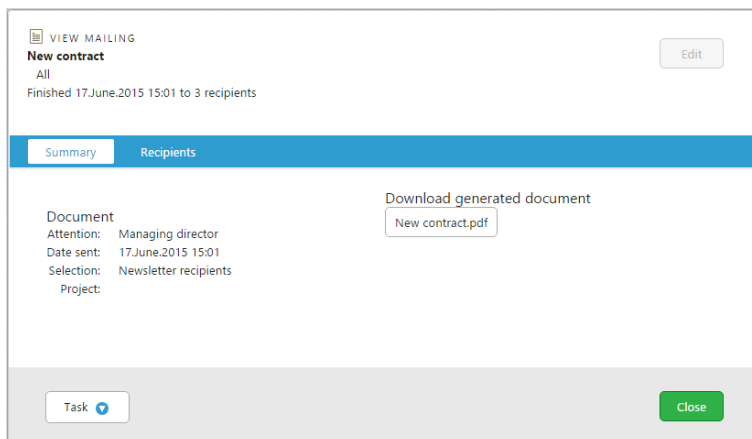 VIEW MAILING
New contract
All
Finished 17.June.2015 15:01 to 3 recipients
Edit
Summary
Recipients
Document
Attention: Managing director
Date sent: 17.June.2015 15:01
Selection: Newsletter recipients
Project:
Download generated document
New contract.pdf
Task
Close